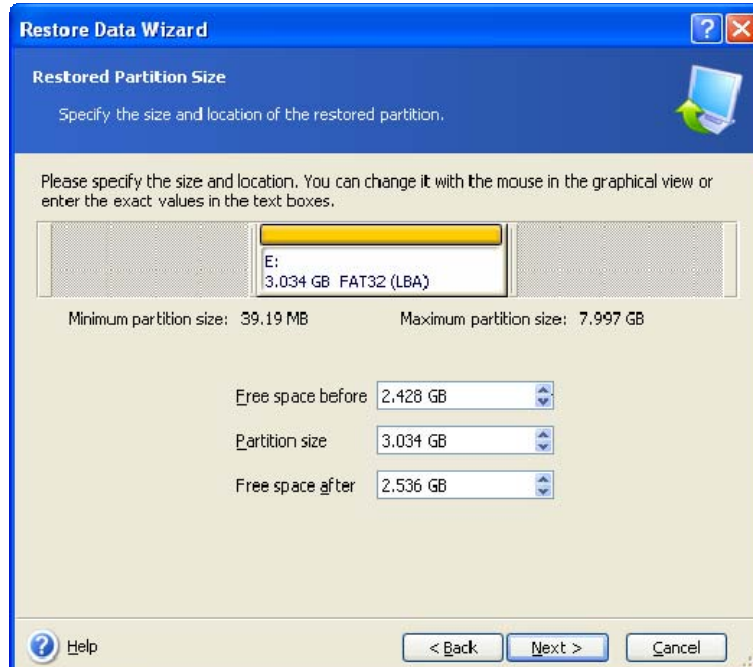 Restore Data Wizard
Restored Partition Size
Specify the size and location of the restored partition.
Please specify the size and location. You can change it with the mouse in the graphical view or
enter the exact values in the text boxes.
E:
3.034 GB FAT32 (LBA)
Minimum partition size: 39.19 MB Maximum partition size: 7.997 GB
Free space before 2.428 GB
Partition size 3.034 GB
Free space after 2.536 GB
Help < Back Next > Cancel